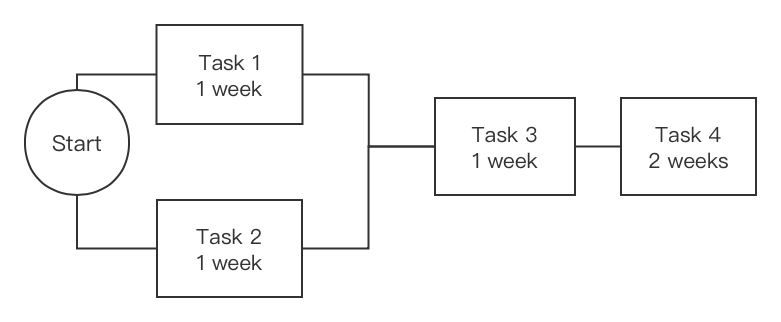 Start
Task 1
1 week
Task 2
1 week
Task 3
1 week
Task 4
2 weeks